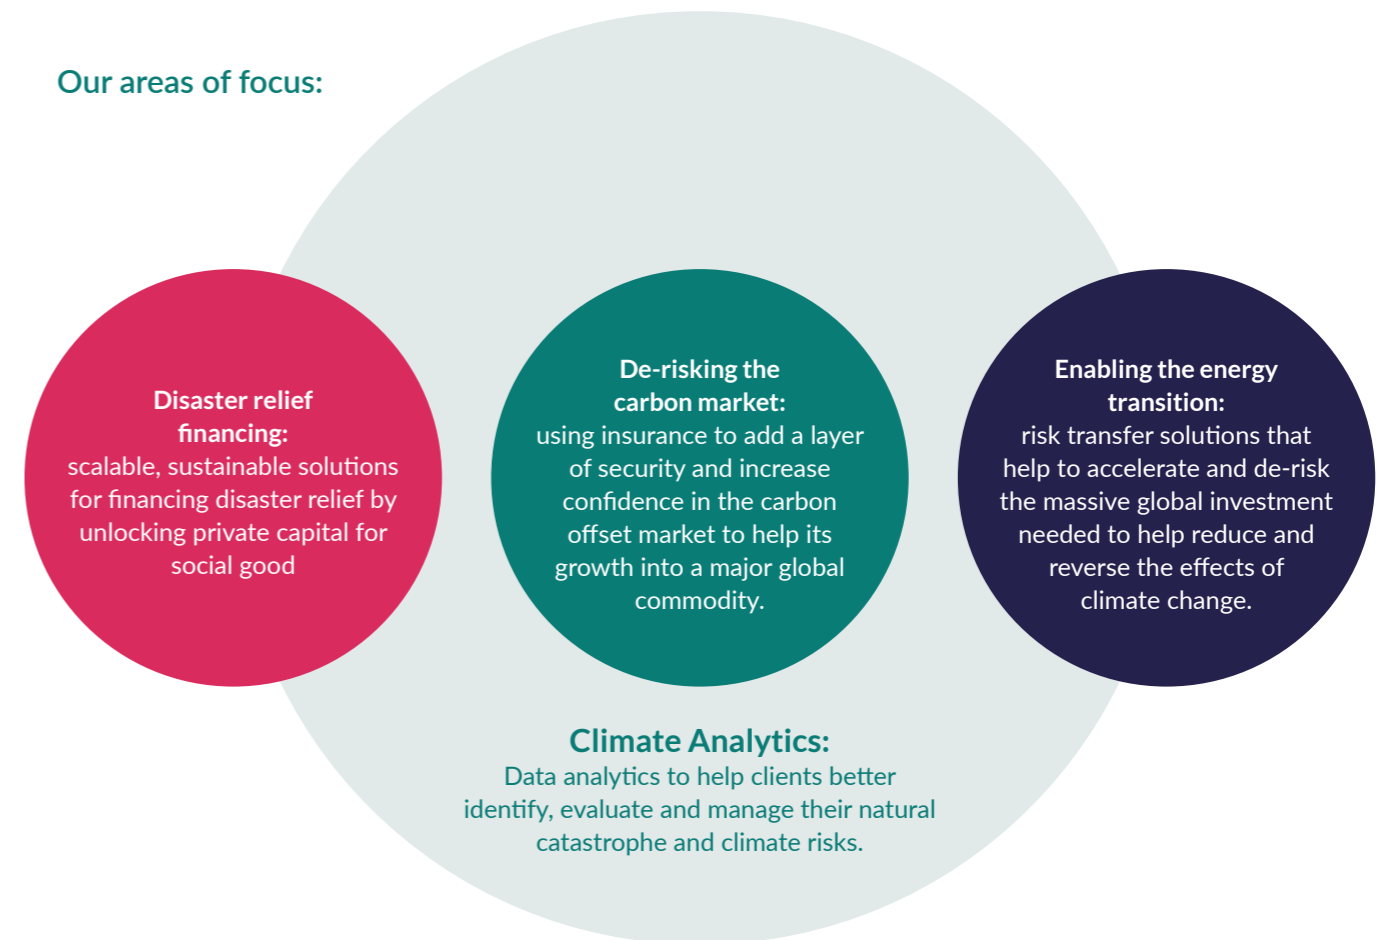 Our areas of focus:
Disaster relief
financing:
scalable, sustainable solutions
for financing disaster relief by
unlocking private capital for
social good
De-risking the
carbon market:
using insurance to add a layer
of security and increase
confidence in the carbon
offset market to help its
growth into a major global
commodity.
Enabling the energy
transition:
risk transfer solutions that
help to accelerate and de-risk
the massive global investment
needed to help reduce and
reverse the effects of
climate change.
Climate Analytics:
Data analytics to help clients better
identify, evaluate and manage their natural
catastrophe and climate risks.